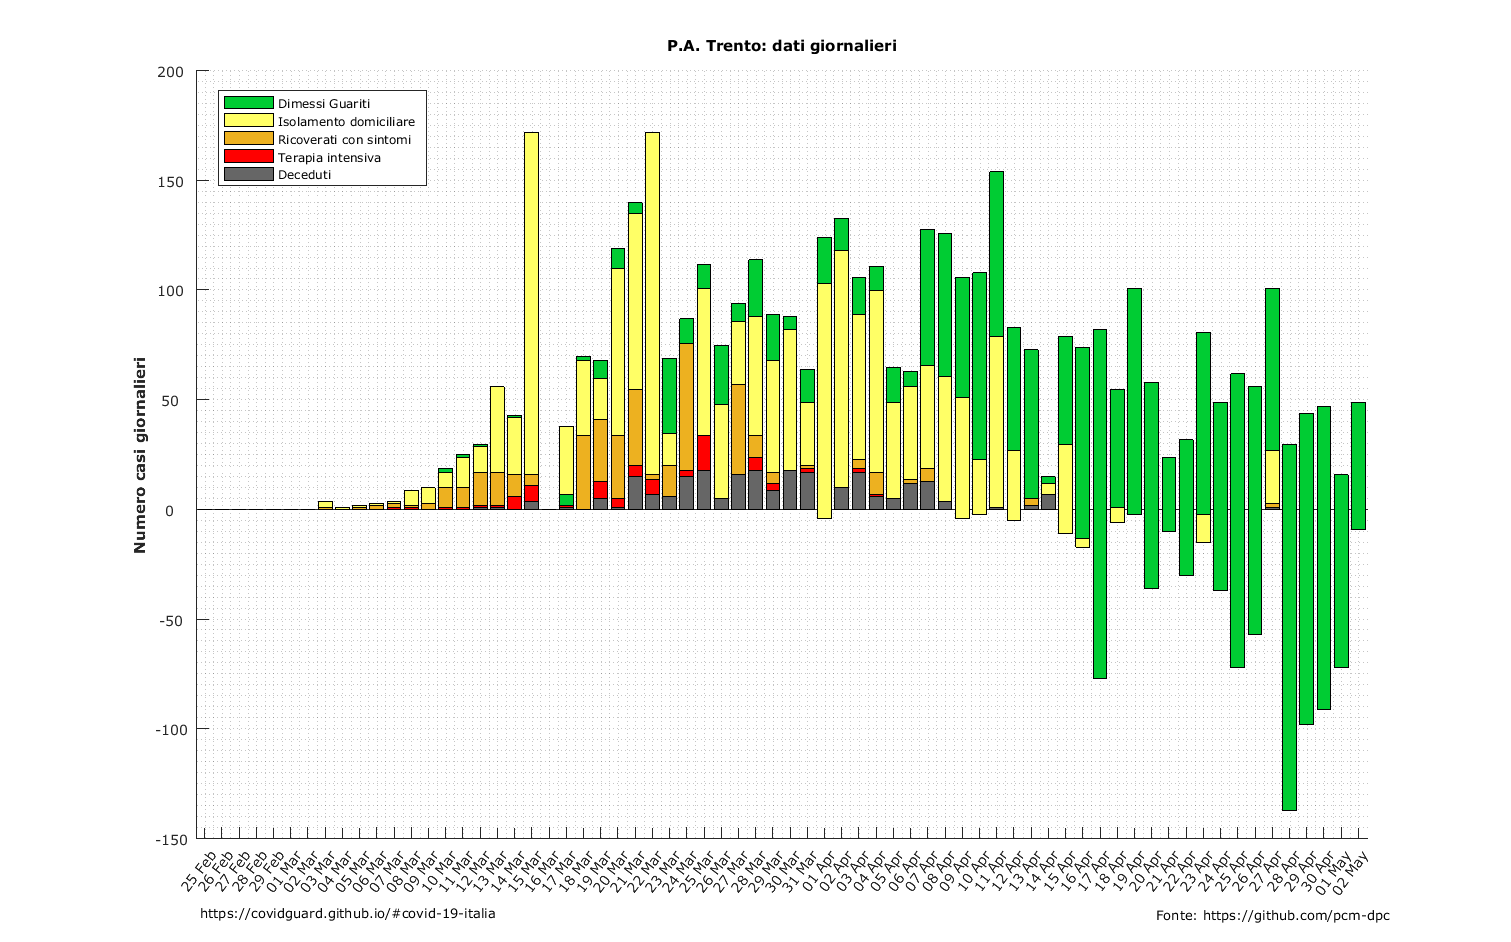 P.A. Trento: dati giornalieri
200
150
100
50
0
-50
-100
-150
Numero casi giornalieri
Dimessi Guariti
Isolamento domiciliare
Ricoverati con sintomi
Terapia intensiva
Deceduti
25 Feb
26 Feb
27 Feb
28 Feb
29 Feb
01 Mar
02 Mar
03 Mar
04 Mar
05 Mar
06 Mar
07 Mar
08 Mar
09 Mar
10 Mar
11 Mar
12 Mar
13 Mar
14 Mar
15 Mar
16 Mar
17 Mar
18 Mar
19 Mar
20 Mar
21 Mar
22 Mar
23 Mar
24 Mar
25 Mar
26 Mar
27 Mar
28 Mar
29 Mar
30 Mar
31 Mar
01 Apr
02 Apr
03 Apr
04 Apr
05 Apr
06 Apr
07 Apr
08 Apr
09 Apr
10 Apr
11 Apr
12 Apr
13 Apr
14 Apr
15 Apr
16 Apr
17 Apr
18 Apr
19 Apr
20 Apr
21 Apr
22 Apr
23 Apr
24 Apr
25 Apr
26 Apr
27 Apr
28 Apr
29 Apr
30 Apr
01 May
02 May
https://covidguard.github.io/#covid-19-italia
Fonte: https://github.com/pcm-dpc